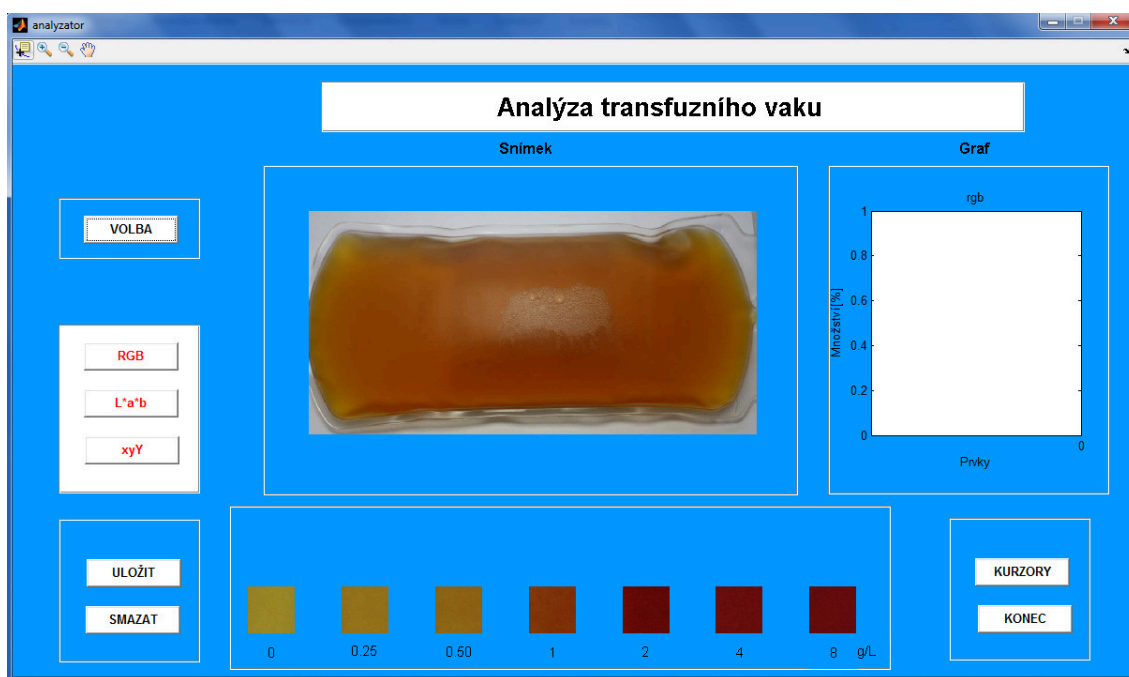 analyzator
Analýza transfuzního vaku
Snímek
Graf
VOLBA
RGB
L*a*b
xyY
ULOŽIT
SMAZAT
rgb
1
0.8
0.6
0.4
0.2
0
0
Množství[%]
Prvky
0 0.25 0.50 1 2 4 8 g/L
KURZORY
KONEC